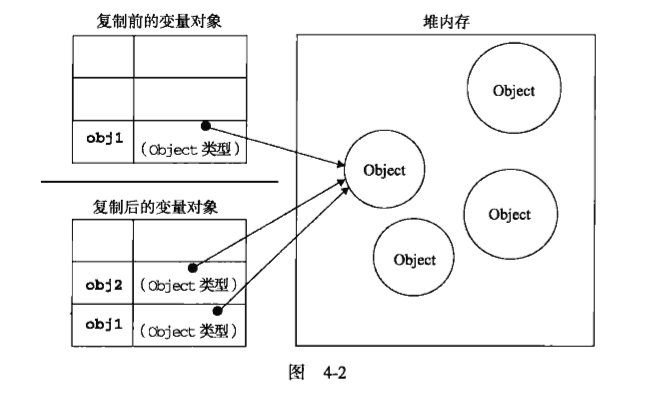 复制前的变量对象
堆内存
obj1
(Object 类型)
Object
Object
Object
Object
复制后的变量对象
obj2
(Object 类型)
obj1
(Object 类型)
图 4-2